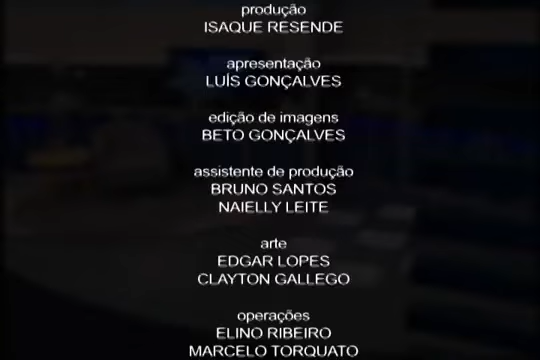 produção
ISAQUE RESENDE
apresentação
LUÍS GONÇALVES
edição de imagens
BETO GONÇALVES
assistente de produção
BRUNO SANTOS
NAIELLY LEITE
arte
EDGAR LOPES
CLAYTON GALLEGO
operações
ELINO RIBEIRO
MARCELO TORQUATO